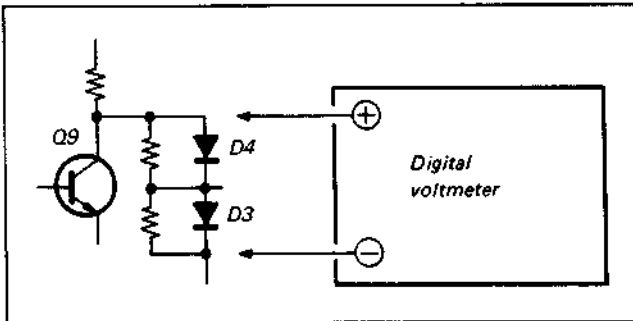 Q9
D4
D3
+
Digital
voltmeter
−